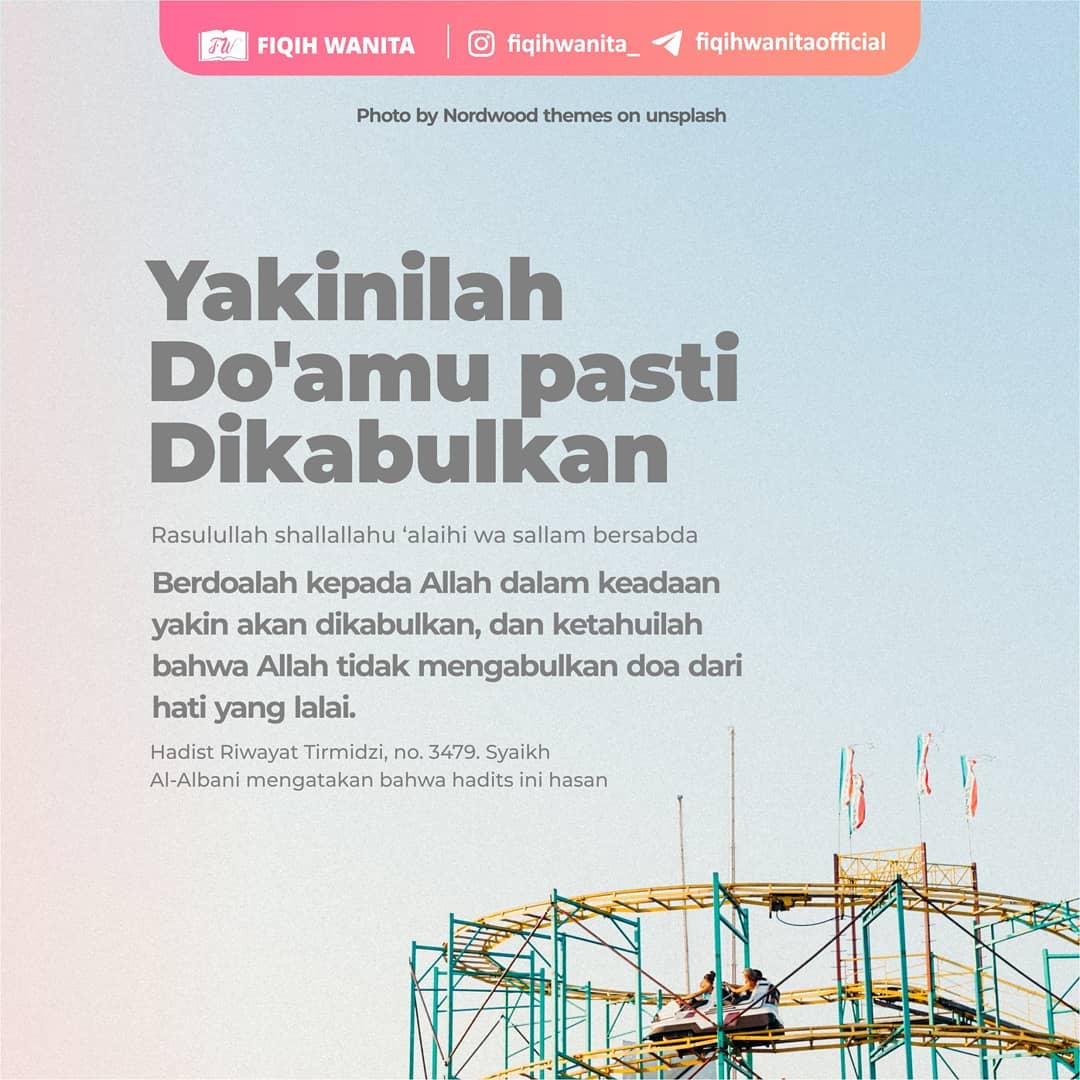 FW FIQIH WANITA | fiqihwanita_ fiqihwanitaofficial
Photo by Nordwood themes on unsplash
Yakinilah
Do'amu pasti
Dikabulkan
Rasulullah shallallahu ‘alaihi wa sallam bersabda
Berdoalah kepada Allah dalam keadaan
yakin akan dikabulkan, dan ketahuilah
bahwa Allah tidak mengabulkan doa dari
hati yang lalai.
Hadist Riwayat Tirmidzi, no. 3479. Syaikh
Al-Albani mengatakan bahwa hadits ini hasan